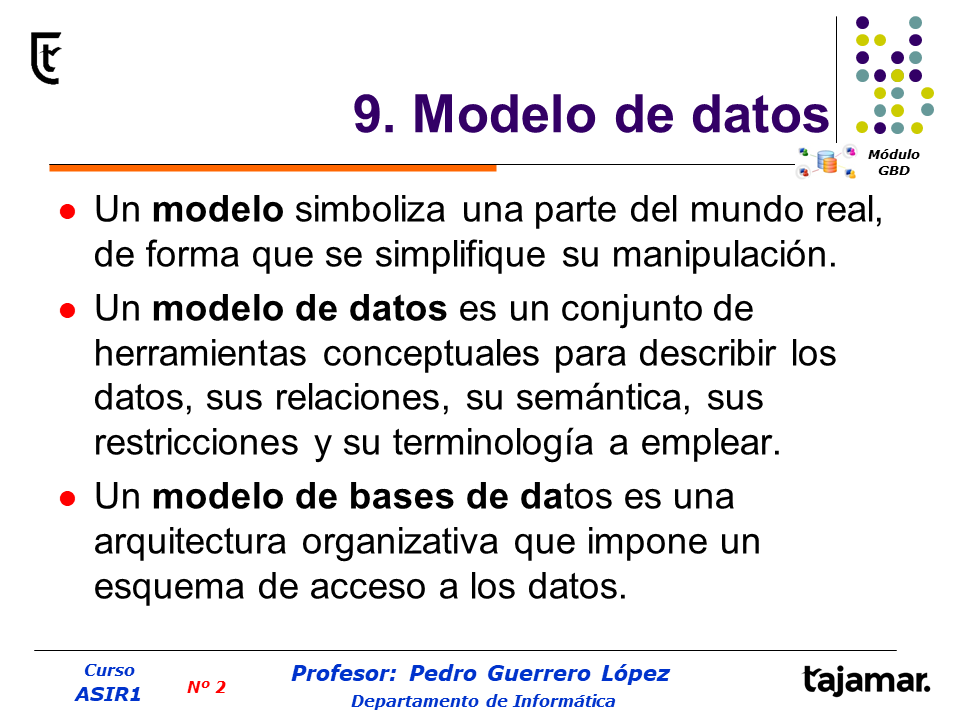 9. Modelo de datos
Módulo
GBD
Un modelo simboliza una parte del mundo real,
de forma que se simplifique su manipulación.
Un modelo de datos es un conjunto de
herramientas conceptuales para describir los
datos, sus relaciones, su semántica, sus
restricciones y su terminología a emplear.
Un modelo de bases de datos es una
arquitectura organizativa que impone un
esquema de acceso a los datos.
Curso
ASIR1
Nº 2
Profesor: Pedro Guerrero López
Departamento de Informática
tajamar.